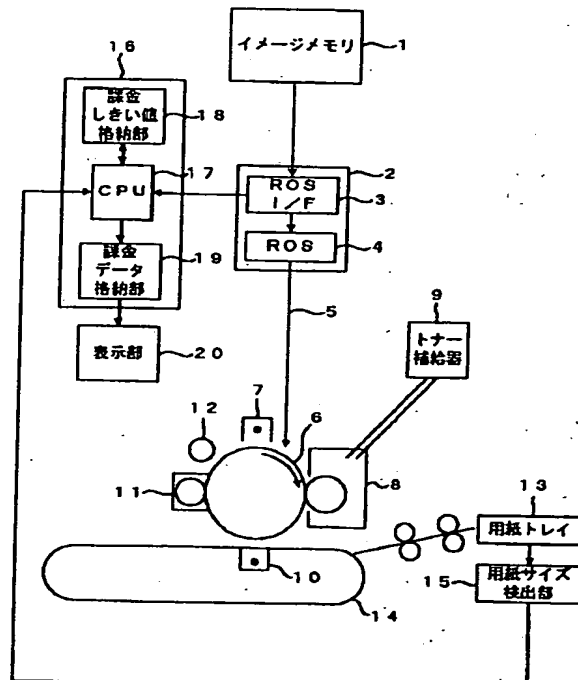 イメージメモリ
1
16
課金
しきい値
格納部
18
CPU
17
課金
データ
格納部
19
表示部
20
ROS
I/F
2
3
ROS
4
5
9
トナー
補給器
7
12
6
11
8
13
用紙トレイ
10
14
15
用紙サイズ
検出部